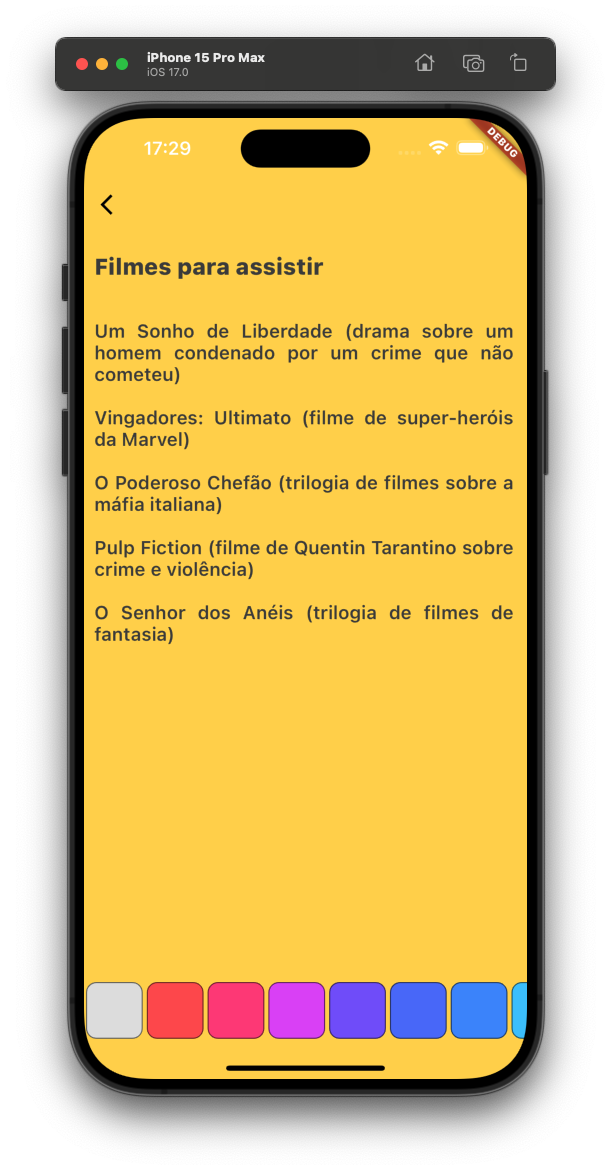 iPhone 15 Pro Max
iOS 17.0
17:29
DEBUG
Filmes para assistir
Um Sonho de Liberdade (drama sobre um
homem condenado por um crime que não
cometeu)
Vingadores: Ultimato (filme de super-heróis
da Marvel)
O Poderoso Chefão (trilogia de filmes sobre a
máfia italiana)
Pulp Fiction (filme de Quentin Tarantino sobre
crime e violência)
O Senhor dos Anéis (trilogia de filmes de
fantasia)